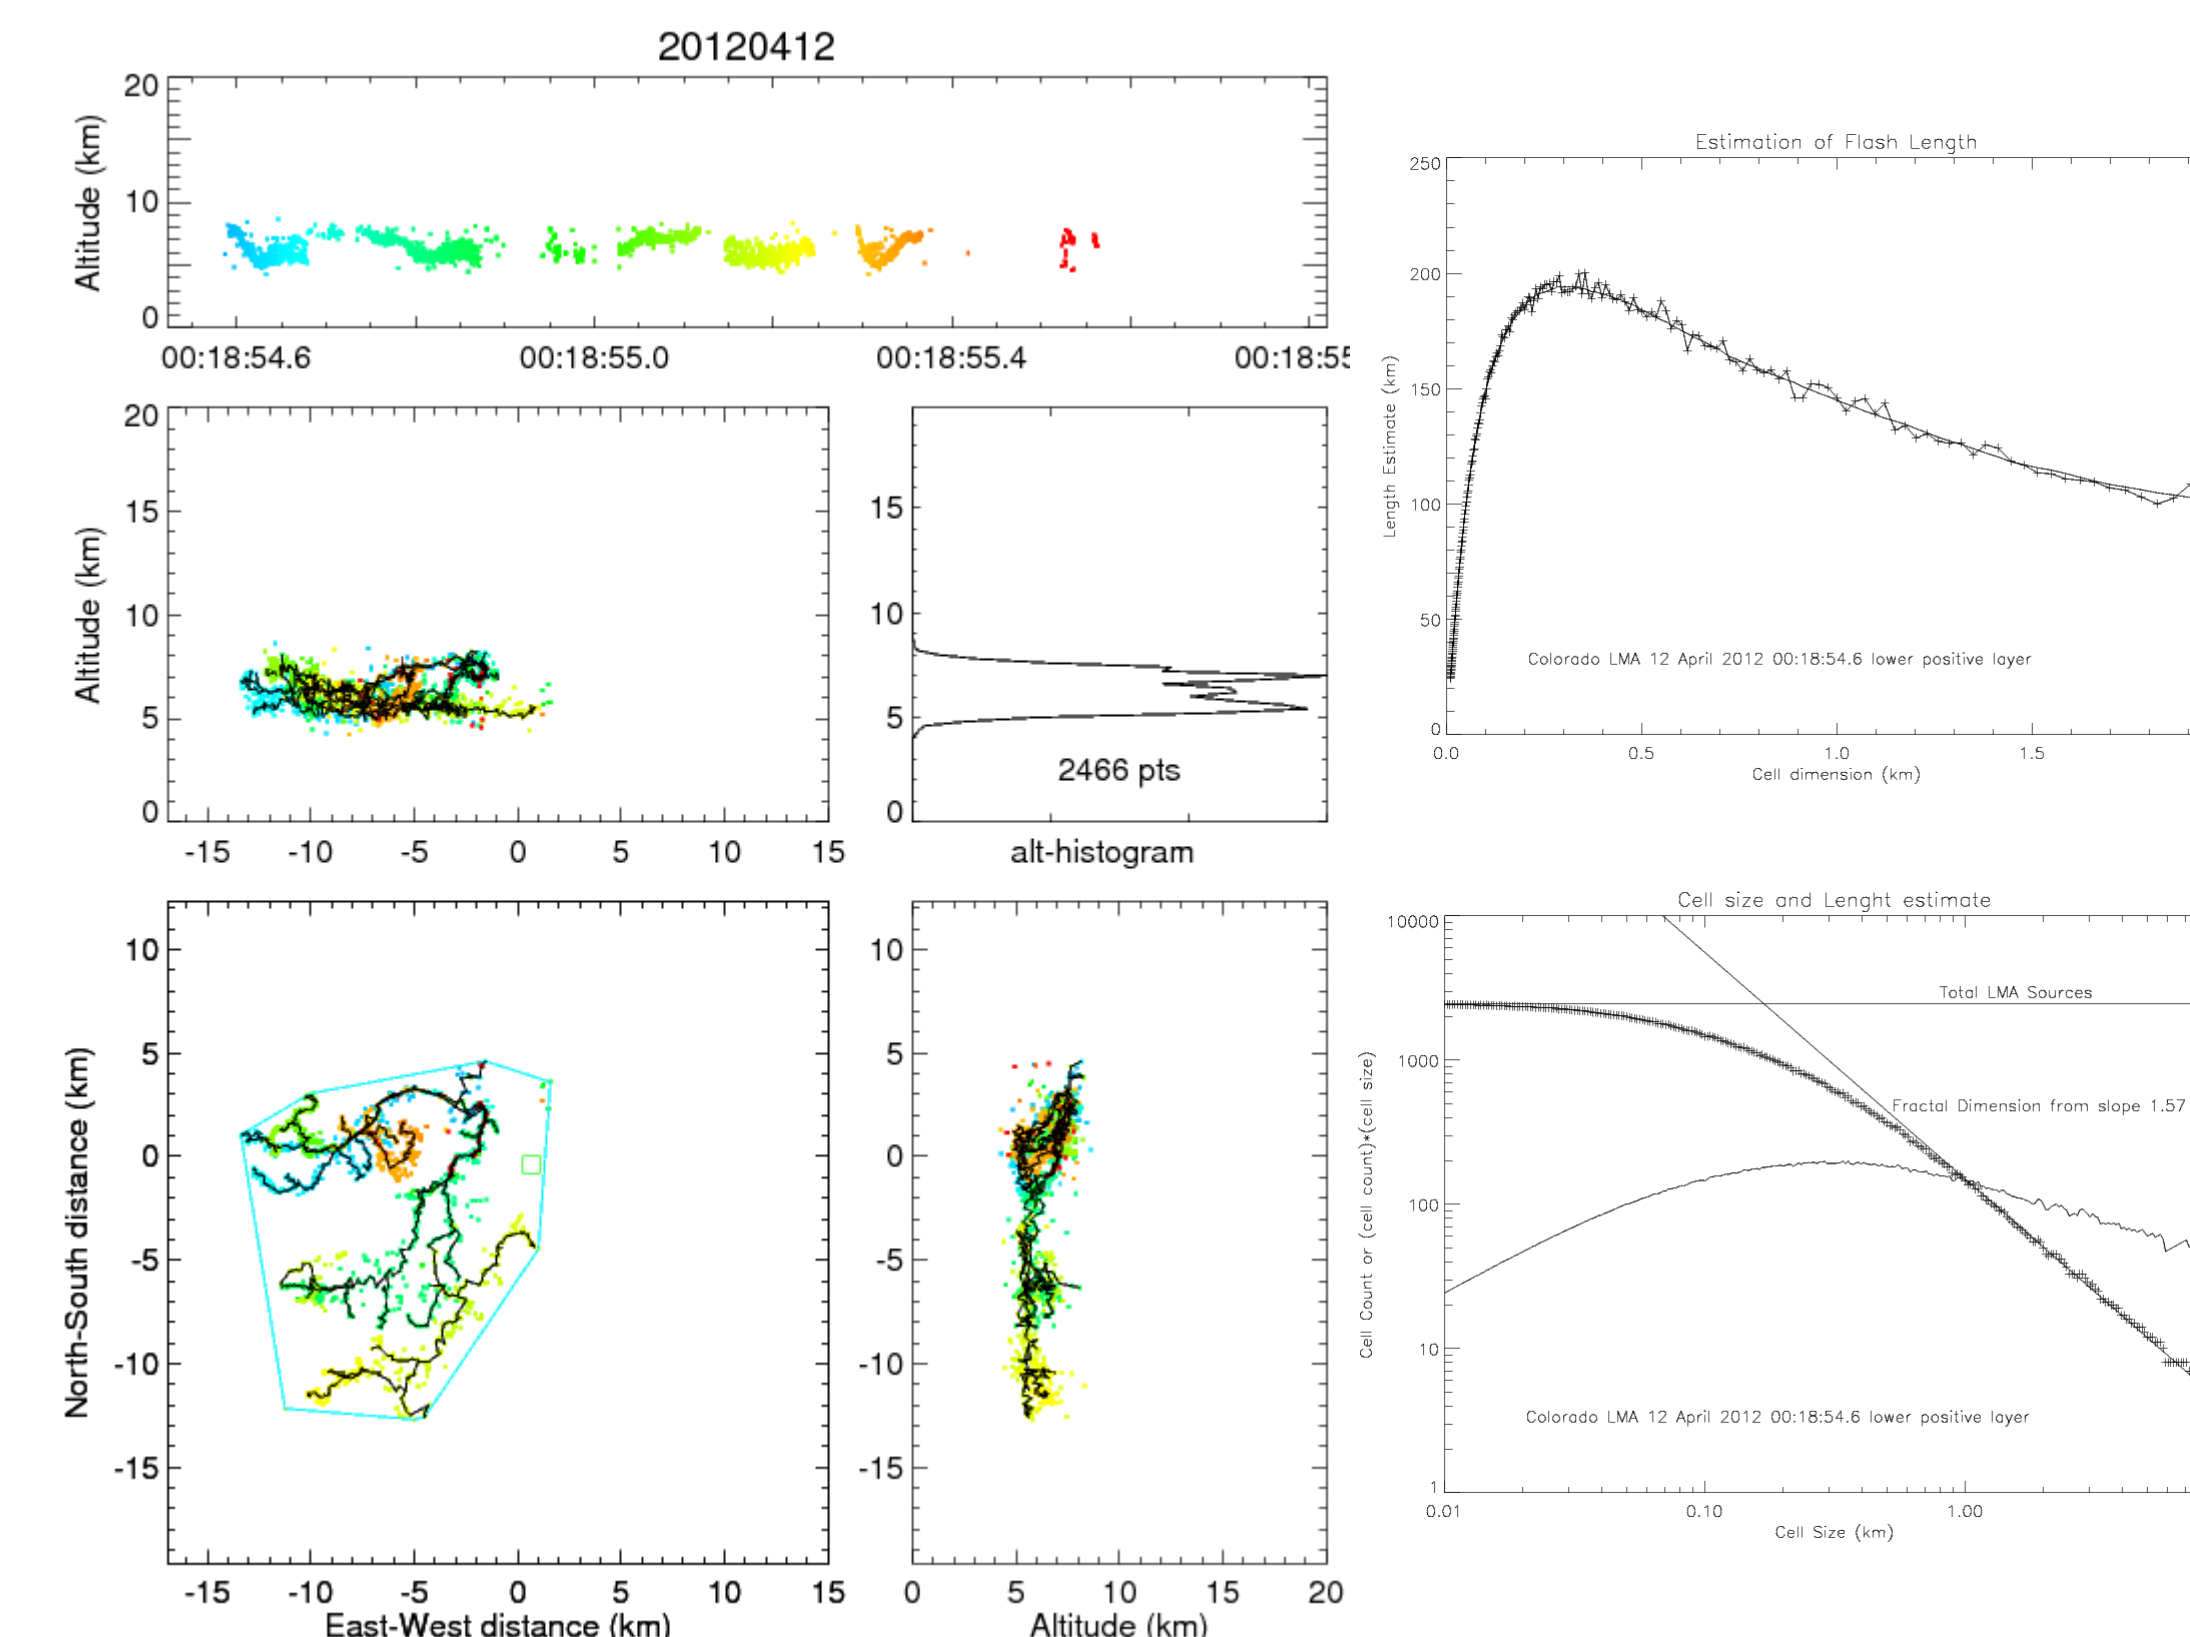 20120412
20
10
0
Altitude (km)
00:18:54.6 00:18:55.0 00:18:55.4 00:18:55
20
15
10
5
0
Altitude (km)
-15 -10 -5 0 5 10 15
15
10
5
0
2466 pts
alt-histogram
10
5
0
-5
-10
-15
North-South distance (km)
-15 -10 -5 0 5 10 15
East-West distance (km)
10
5
0
-5
-10
-15
0 5 10 15 20
Altitude (km)
Estimation of Flash Length
250
200
150
100
50
0
Length Estimate (km)
Colorado LMA 12 April 2012 00:18:54.6 lower positive layer
0.0 0.5 1.0 1.5
Cell dimension (km)
Cell size and Lenght estimate
10000
1000
100
10
1
Cell Count or (cell count)*(cell size)
Total LMA Sources
Fractal Dimension from slope 1.57
Colorado LMA 12 April 2012 00:18:54.6 lower positive layer
0.01 0.10 1.00
Cell Size (km)